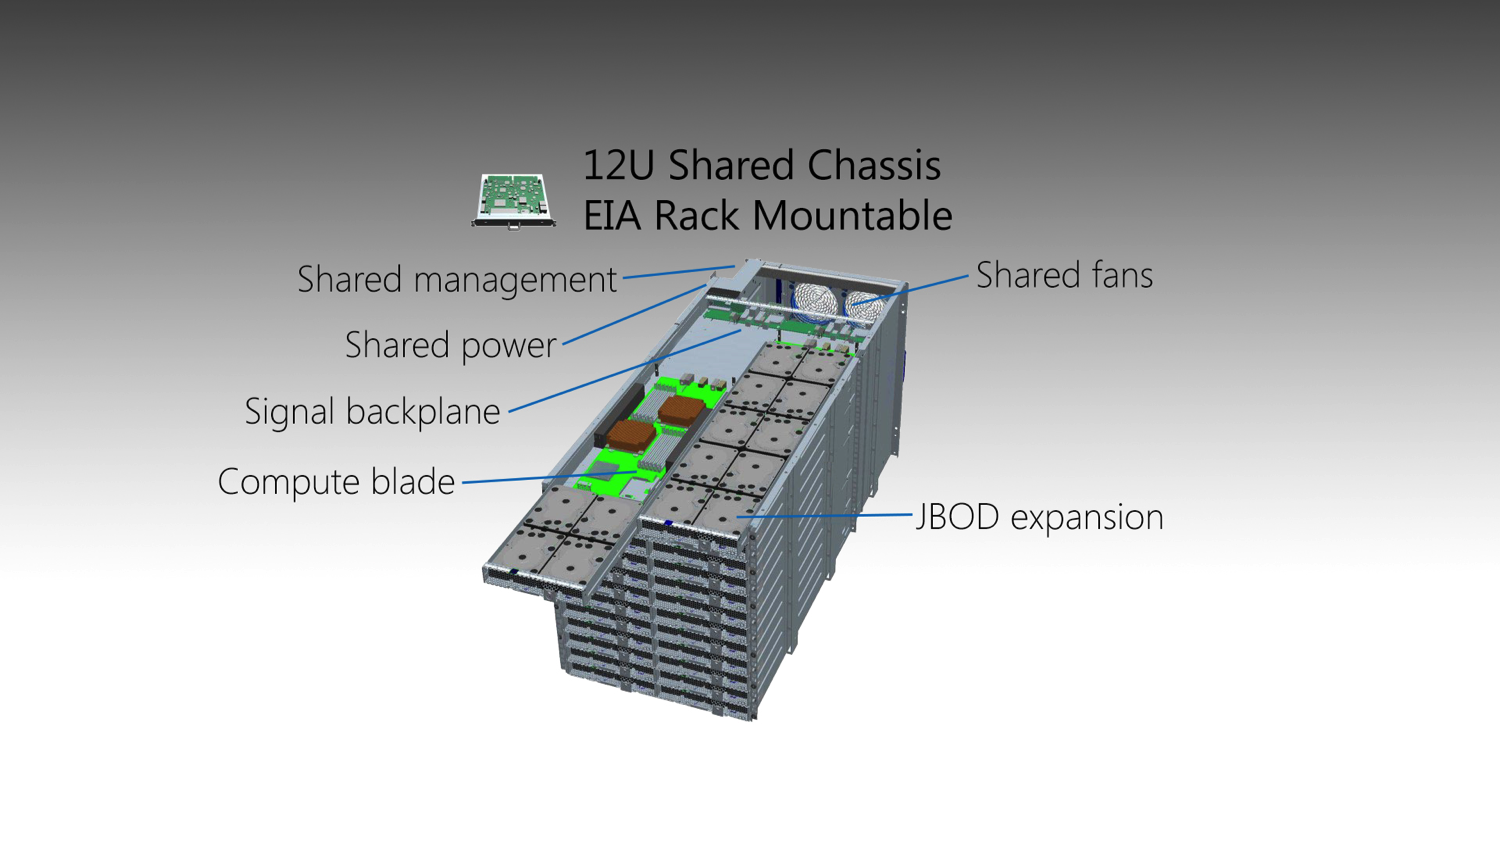 12U Shared Chassis
EIA Rack Mountable
Shared management
Shared fans
Shared power
Signal backplane
Compute blade
JBOD expansion